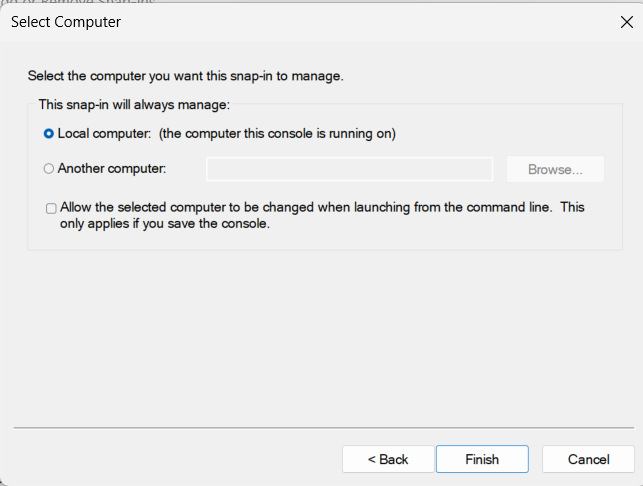 Select Computer
Select the computer you want this snap-in to manage.
This snap-in will always manage:
Local computer: (the computer this console is running on)
Another computer:
Browse...
Allow the selected computer to be changed when launching from the command line. This
only applies if you save the console.
< Back
Finish
Cancel